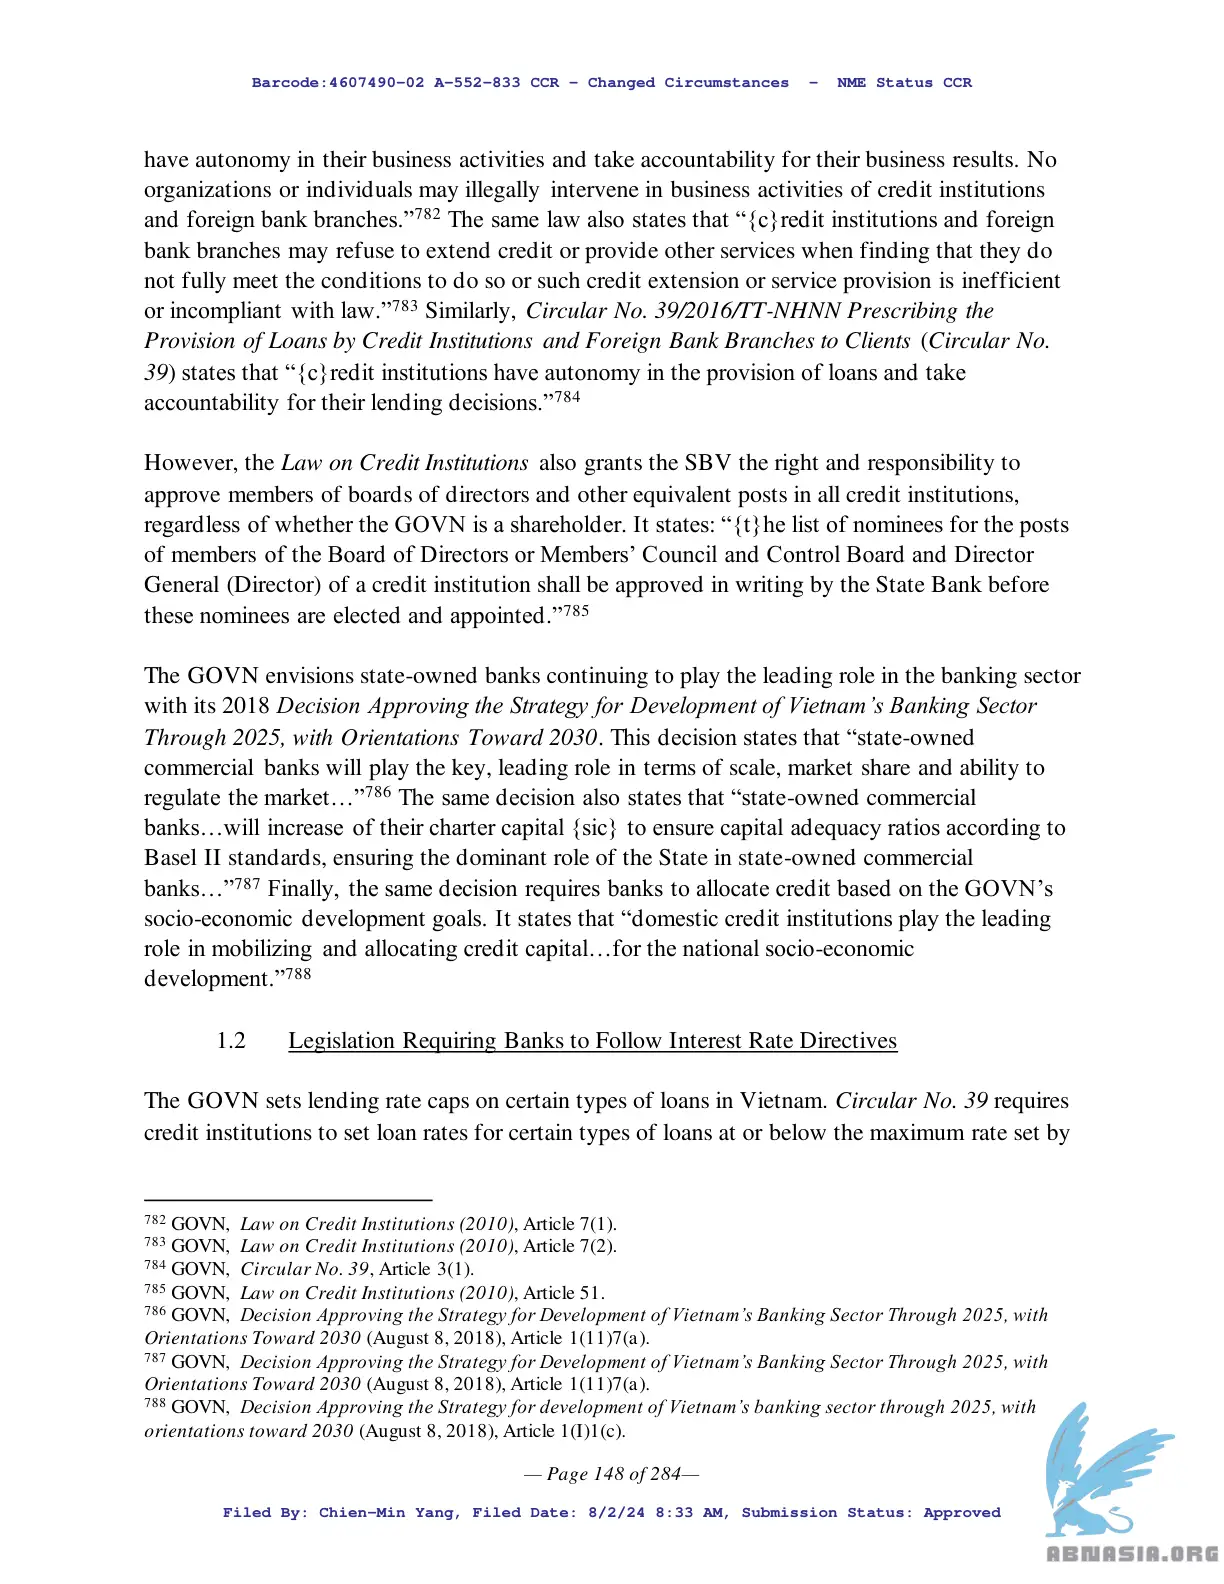 Barcode:4607490-02 A-552-833 CCR - Changed Circumstances - NME Status CCR
have autonomy in their business activities and take accountability for their business results. No
organizations or individuals may illegally intervene in business activities of credit institutions
and foreign bank branches.”782 The same law also states that “{c}redit institutions and foreign
bank branches may refuse to extend credit or provide other services when finding that they do
not fully meet the conditions to do so or such credit extension or service provision is inefficient
or incompliant with law.”783 Similarly, Circular No. 39/2016/TT-NHNN Prescribing the
Provision of Loans by Credit Institutions and Foreign Bank Branches to Clients (Circular No.
39) states that “{c}redit institutions have autonomy in the provision of loans and take
accountability for their lending decisions.”784
However, the Law on Credit Institutions also grants the SBV the right and responsibility to
approve members of boards of directors and other equivalent posts in all credit institutions,
regardless of whether the GOVN is a shareholder. It states: “{t}he list of nominees for the posts
of members of the Board of Directors or Members’ Council and Control Board and Director
General (Director) of a credit institution shall be approved in writing by the State Bank before
these nominees are elected and appointed.”785
The GOVN envisions state-owned banks continuing to play the leading role in the banking sector
with its 2018 Decision Approving the Strategy for Development of Vietnam’s Banking Sector
Through 2025, with Orientations Toward 2030. This decision states that “state-owned
commercial banks will play the key, leading role in terms of scale, market share and ability to
regulate the market…”786 The same decision also states that “state-owned commercial
banks…will increase of their charter capital {sic} to ensure capital adequacy ratios according to
Basel II standards, ensuring the dominant role of the State in state-owned commercial
banks…”787 Finally, the same decision requires banks to allocate credit based on the GOVN’s
socio-economic development goals. It states that “domestic credit institutions play the leading
role in mobilizing and allocating credit capital…for the national socio-economic
development.”788
1.2 Legislation Requiring Banks to Follow Interest Rate Directives
The GOVN sets lending rate caps on certain types of loans in Vietnam. Circular No. 39 requires
credit institutions to set loan rates for certain types of loans at or below the maximum rate set by
782 GOVN, Law on Credit Institutions (2010), Article 7(1).
783 GOVN, Law on Credit Institutions (2010), Article 7(2).
784 GOVN, Circular No. 39, Article 3(1).
785 GOVN, Law on Credit Institutions (2010), Article 51.
786 GOVN, Decision Approving the Strategy for Development of Vietnam’s Banking Sector Through 2025, with
Orientations Toward 2030 (August 8, 2018), Article 1(11)7(a).
787 GOVN, Decision Approving the Strategy for Development of Vietnam’s Banking Sector Through 2025, with
Orientations Toward 2030 (August 8, 2018), Article 1(11)7(a).
788 GOVN, Decision Approving the Strategy for development of Vietnam’s banking sector through 2025, with
orientations toward 2030 (August 8, 2018), Article 1(I)1(c).
— Page 148 of 284—
Filed By: Chien-Min Yang, Filed Date: 8/2/24 8:33 AM, Submission Status: Approved
ABNASIA.ORG